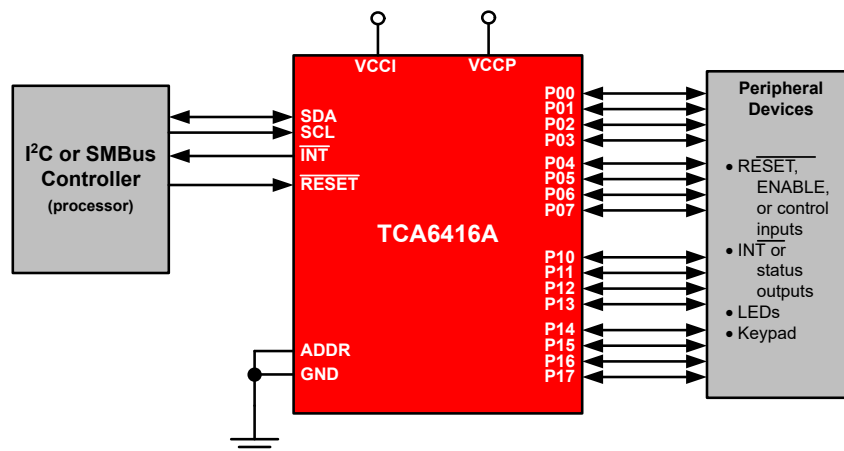 VCCI
VCCP
I²C or SMBus
Controller
(processor)
SDA
SCL
INT
RESET
TCA6416A
ADDR
GND
P00
P01
P02
P03
P04
P05
P06
P07
P10
P11
P12
P13
P14
P15
P16
P17
Peripheral
Devices
• RESET,
ENABLE,
or control
inputs
• INT or
status
outputs
• LEDs
• Keypad